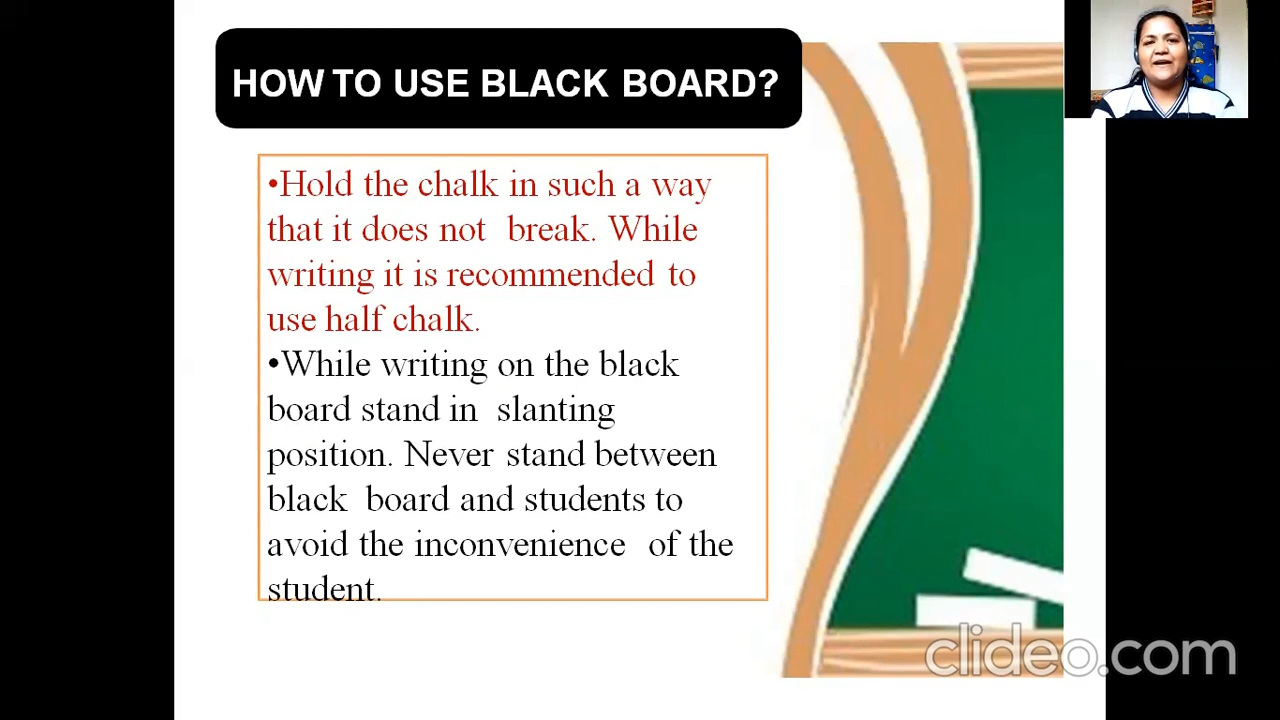 HOW TO USE BLACK BOARD?
•Hold the chalk in such a way
that it does not break. While
writing it is recommended to
use half chalk.
•While writing on the black
board stand in slanting
position. Never stand between
black board and students to
avoid the inconvenience of the
student.
clideo.com